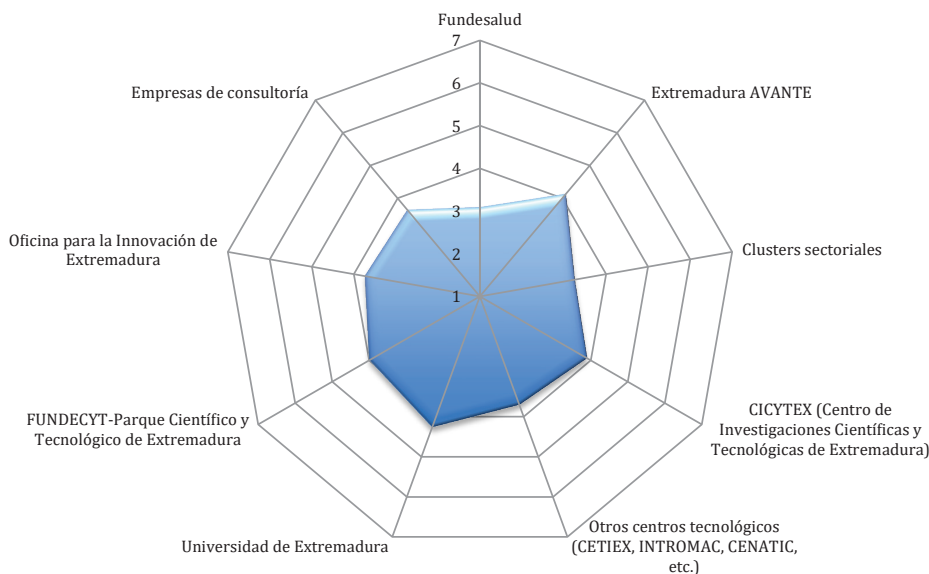 Fundesalud
7
Extremadura AVANTE
Empresas de consultoría
6
5
4
3
Oficina para la Innovación de
Extremadura
Clusters sectoriales
2
1
FUNDECYT-Parque Científico y
Tecnológico de Extremadura
CICYTEX (Centro de
Investigaciones Científicas y
Tecnológicas de Extremadura)
Universidad de Extremadura
Otros centros tecnológicos
(CETIEX, INTROMAC, CENATIC,
etc.)